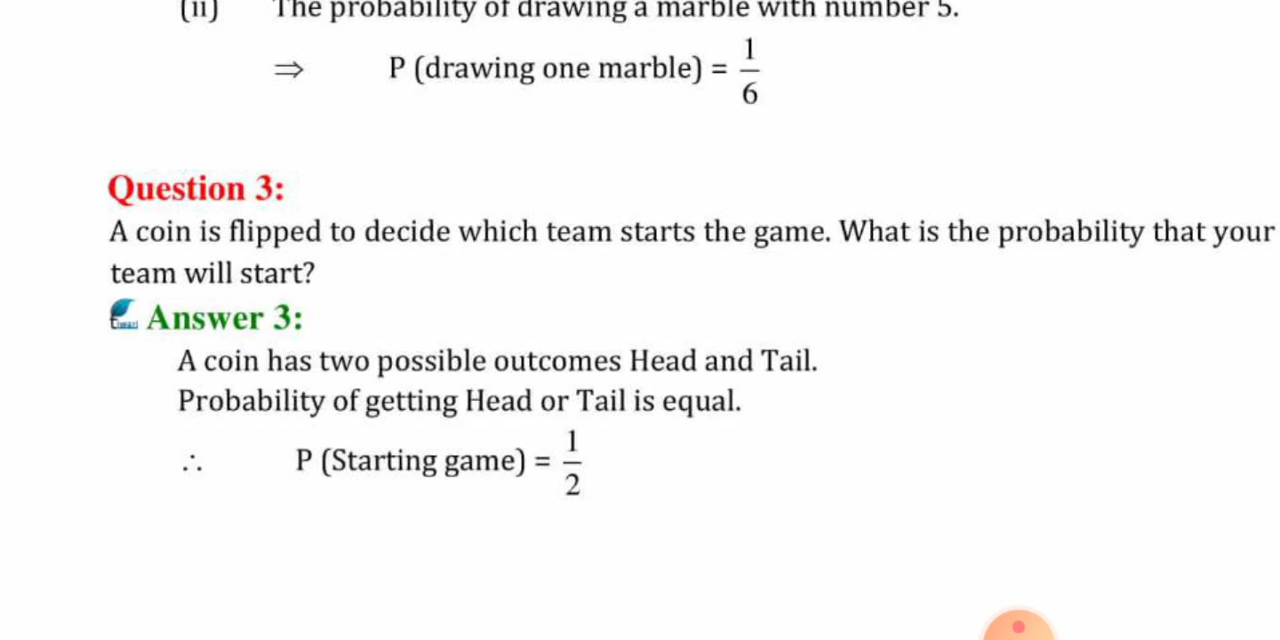 (ii) The probability of drawing a marble with number 5.
⇒ P (drawing one marble) = 1/6
Question 3:
A coin is flipped to decide which team starts the game. What is the probability that your
team will start?
Answer 3:
A coin has two possible outcomes Head and Tail.
Probability of getting Head or Tail is equal.
∴ P (Starting game) = 1/2